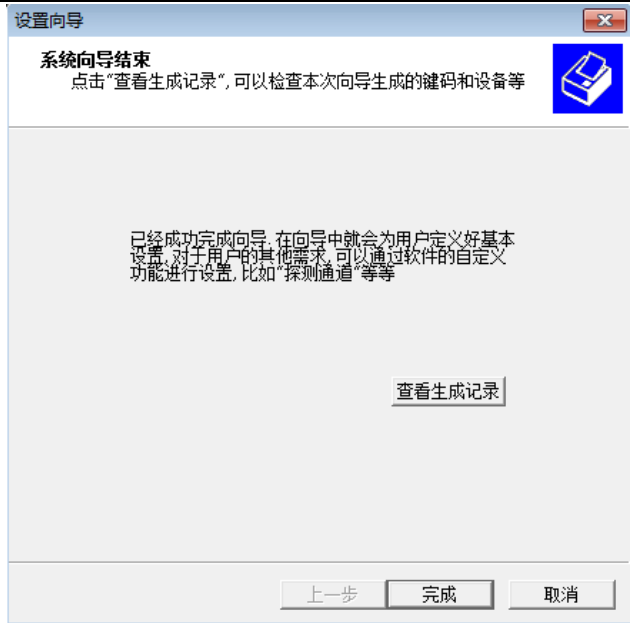 设置向导
系统向导结束
点击“查看生成记录“,可以检查本次向导生成的键码和设备等
已经成功完成向导.在向导中就会为用户定义好基本
设置,对于用户的其他需求,可以通过软件的自定义
功能进行设置,比如“探测通道“等等
查看生成记录
上一步
完成
取消